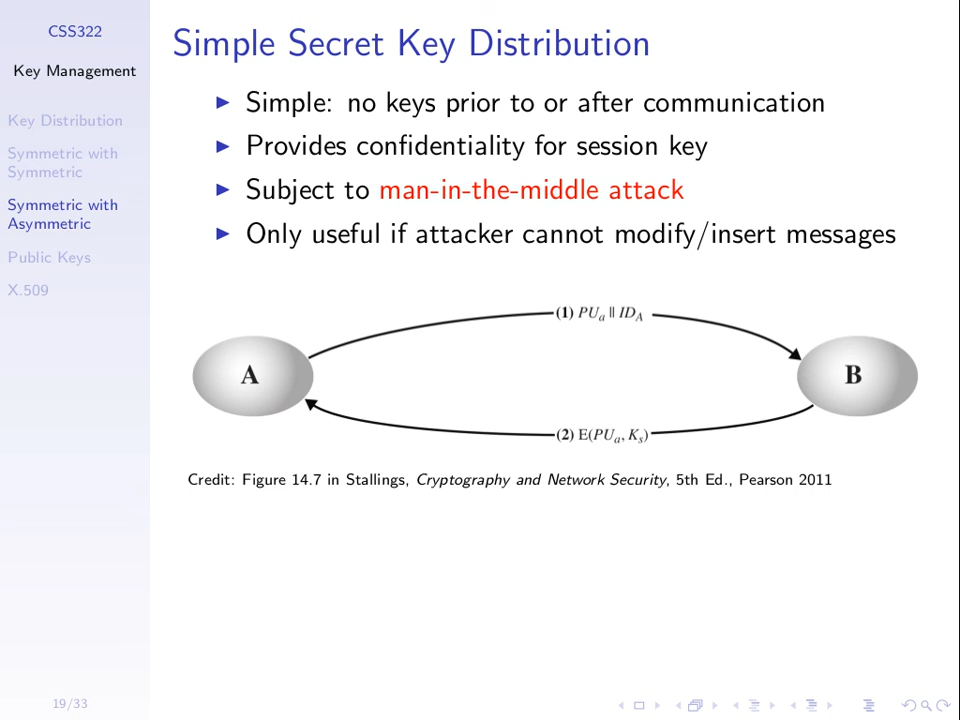 CSS322
Key Management
Key Distribution
Symmetric with
Symmetric
Symmetric with
Asymmetric
Public Keys
X.509
19/33
Simple Secret Key Distribution
Simple: no keys prior to or after communication
Provides confidentiality for session key
Subject to man-in-the-middle attack
Only useful if attacker cannot modify/insert messages
(1) PUₐ || ID_A
A
B
(2) E(PUₐ, Kₛ)
Credit: Figure 14.7 in Stallings, Cryptography and Network Security, 5th Ed., Pearson 2011